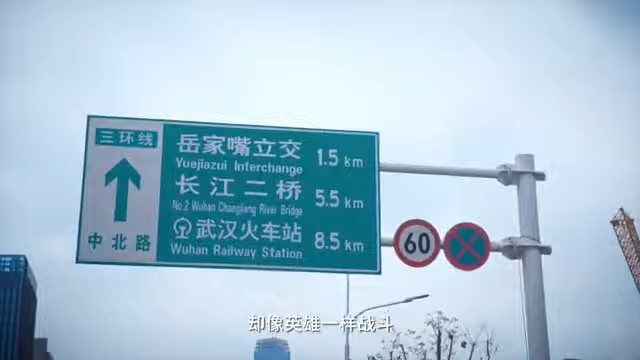 三环线
中北路
岳家嘴立交 1.5 km
Yuejiazui Interchange
长江二桥 5.5 km
No.2 Wuhan Changjiang River Bridge
武汉火车站 8.5 km
Wuhan Railway Station
60
却像英雄一样战斗